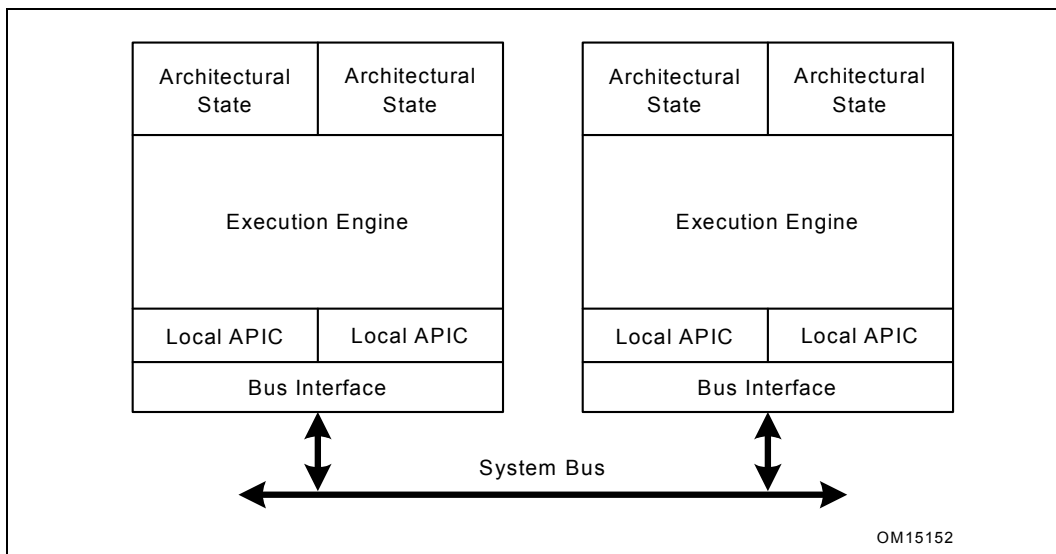 Architectural State
Architectural State
Architectural State
Architectural State
Execution Engine
Execution Engine
Local APIC
Local APIC
Local APIC
Local APIC
Bus Interface
Bus Interface
System Bus
OM15152